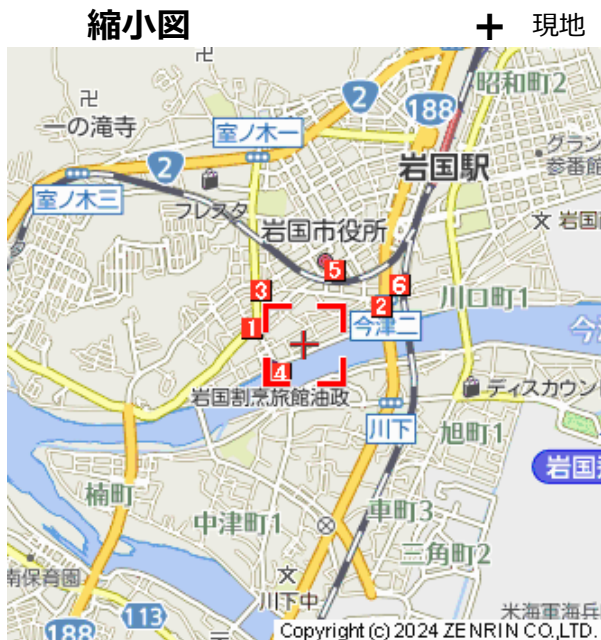 縮小図
現地
昭和町2
2
188
一の滝寺
室ノ木一
グラン
参番館
岩国駅
2
室ノ木三
フレスタ
岩国市役所
文 岩国
5
6
3
2
川口町1
1
今津二
今
4
岩国割烹旅館油政
ディスカウン
川下
旭町1
岩国
楠町
中津町1
車町3
三角町2
南保育園
文
川下中
113
188
米海軍海兵
Copyright (c) 2024 ZENRIN CO.,LTD.